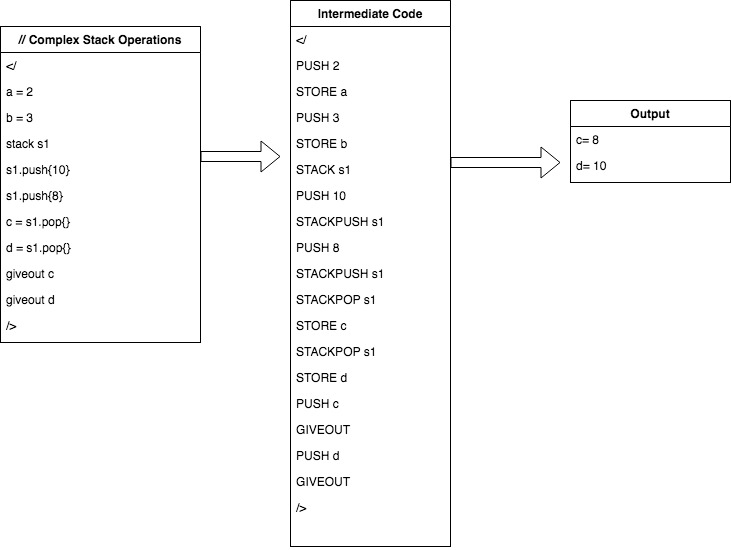 // Complex Stack Operations
</
a = 2
b = 3
stack s1
s1.push{10}
s1.push{8}
c = s1.pop{}
d = s1.pop{}
giveout c
giveout d
/>
Intermediate Code
</
PUSH 2
STORE a
PUSH 3
STORE b
STACK s1
PUSH 10
STACKPUSH s1
PUSH 8
STACKPUSH s1
STACKPOP s1
STORE c
STACKPOP s1
STORE d
PUSH c
GIVEOUT
PUSH d
GIVEOUT
/>
Output
c= 8
d= 10